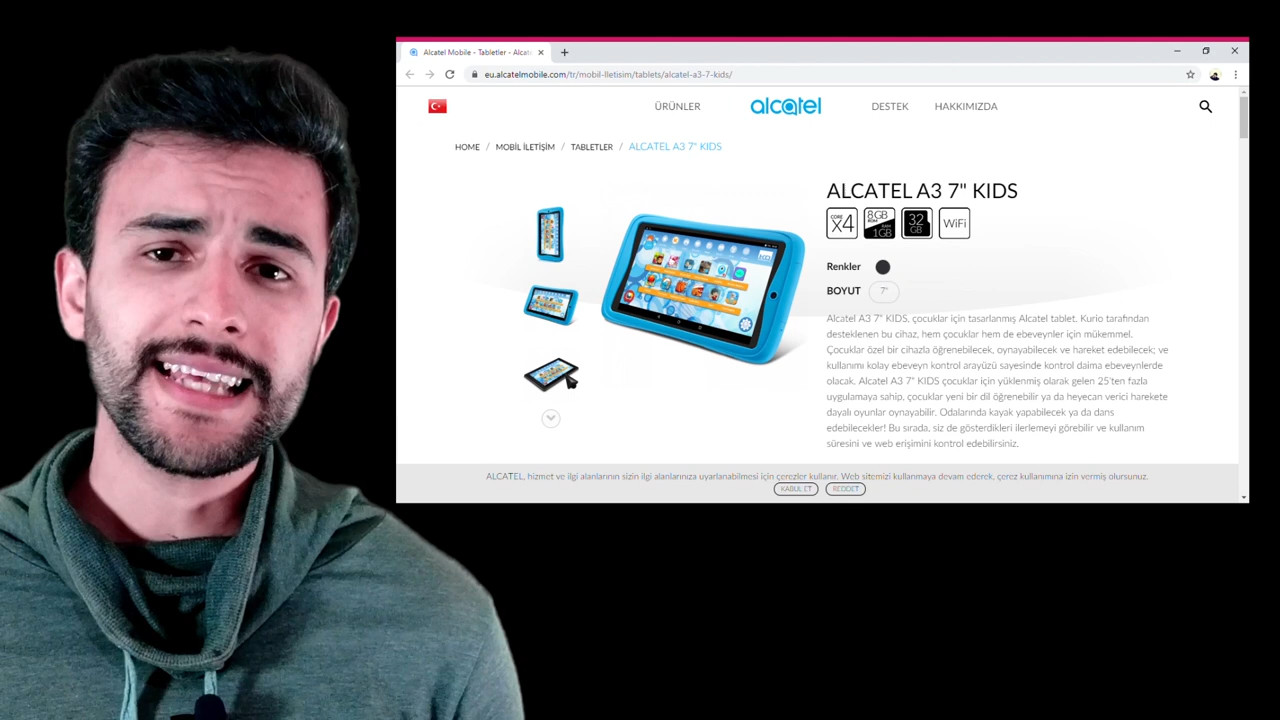 Alcatel Mobile - Tabletler - Alcat
eu.alcatelmobile.com/tr/mobil-Iletisim/tablets/alcatel-a3-7-kids/
ÜRÜNLER
alcatel
DESTEK
HAKKIMIZDA
HOME / MOBİL İLETİŞİM / TABLETLER / ALCATEL A3 7" KIDS
ALCATEL A3 7" KIDS
CORE X4
8GB ROM RAM 1GB
32 GB
WiFi
Renkler
BOYUT 7"
Alcatel A3 7" KIDS, çocuklar için tasarlanmış Alcatel tablet. Kurio tarafından
desteklenen bu cihaz, hem çocuklar hem de ebeveynler için mükemmel.
Çocuklar özel bir cihazla öğrenebilecek, oynayabilecek ve hareket edebilecek; ve
kullanımı kolay ebeveyn kontrol arayüzü sayesinde kontrol daima ebeveynlerde
olacak. Alcatel A3 7" KIDS çocuklar için yüklenmiş olarak gelen 25'ten fazla
uygulamaya sahip, çocuklar yeni bir dil öğrenebilir ya da heyecan verici harekete
dayalı oyunlar oynayabilir. Odalarında kayak yapabilecek ya da dans
edebilecekler! Bu sırada, siz de gösterdikleri ilerlemeyi görebilir ve kullanım
süresini ve web erişimini kontrol edebilirsiniz.
ALCATEL, hizmet ve ilgi alanlarının sizin ilgi alanlarınıza uyarlanabilmesi için çerezler kullanır. Web sitemizi kullanmaya devam ederek, çerez kullanımına izin vermiş olursunuz.
KABUL ET
REDDET